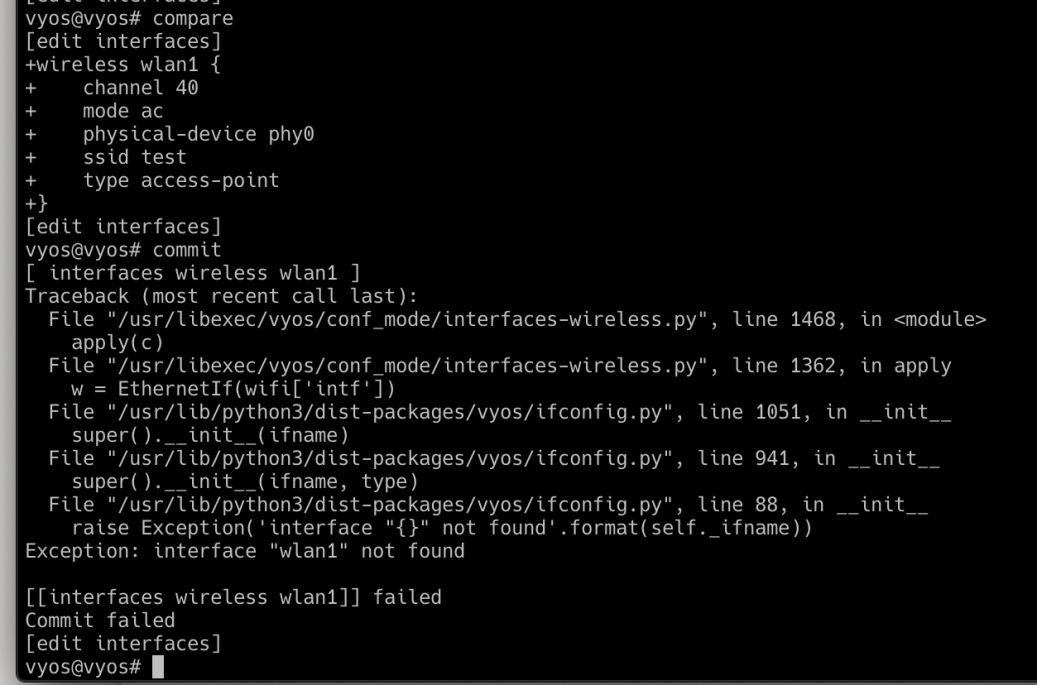 [edit interfaces]
vyos@vyos# compare
[edit interfaces]
+wireless wlan1 {
+    channel 40
+    mode ac
+    physical-device phy0
+    ssid test
+    type access-point
+}
[edit interfaces]
vyos@vyos# commit
[ interfaces wireless wlan1 ]
Traceback (most recent call last):
  File "/usr/libexec/vyos/conf_mode/interfaces-wireless.py", line 1468, in <module>
    apply(c)
  File "/usr/libexec/vyos/conf_mode/interfaces-wireless.py", line 1362, in apply
    w = EthernetIf(wifi['intf'])
  File "/usr/lib/python3/dist-packages/vyos/ifconfig.py", line 1051, in __init__
    super().__init__(ifname)
  File "/usr/lib/python3/dist-packages/vyos/ifconfig.py", line 941, in __init__
    super().__init__(ifname, type)
  File "/usr/lib/python3/dist-packages/vyos/ifconfig.py", line 88, in __init__
    raise Exception('interface "{}" not found'.format(self._ifname))
Exception: interface "wlan1" not found

[[interfaces wireless wlan1]] failed
Commit failed
[edit interfaces]
vyos@vyos#